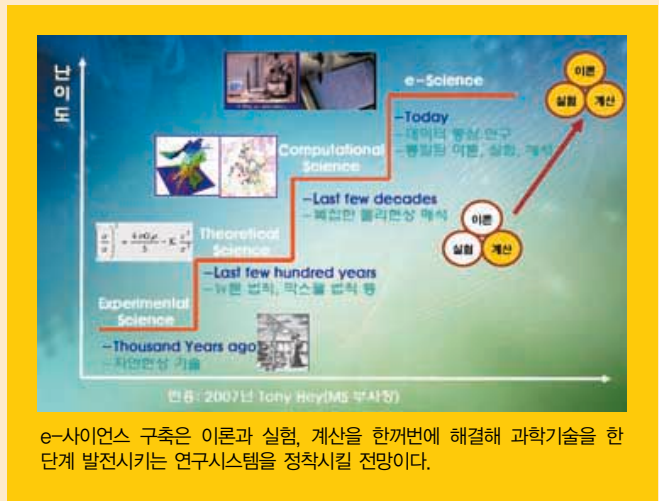 난이도
e-Science
이론
실험 계산
-Today
-데이터 중심 연구
-통일된 이론, 실험, 해석
Computational
Science
-Last few decades
-복잡한 물리현상 해석
이론
실험 계산
Theoretical
Science
-Last few hundred years
-뉴튼 법칙, 막스웰 법칙 등
Experimental
Science
-Thousand Years ago
-자연현상 기술
인용: 2007년 Tony Hey(MS 부사장)
e-사이언스 구축은 이론과 실험, 계산을 한꺼번에 해결해 과학기술을 한
단계 발전시키는 연구시스템을 정착시킬 전망이다.